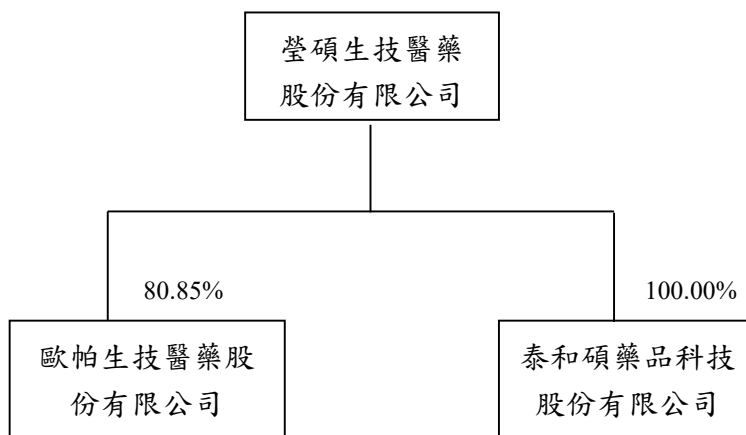 瑩碩生技醫藥
股份有限公司
80.85%
100.00%
歐帕生技醫藥股
份有限公司
泰和碩藥品科技
股份有限公司